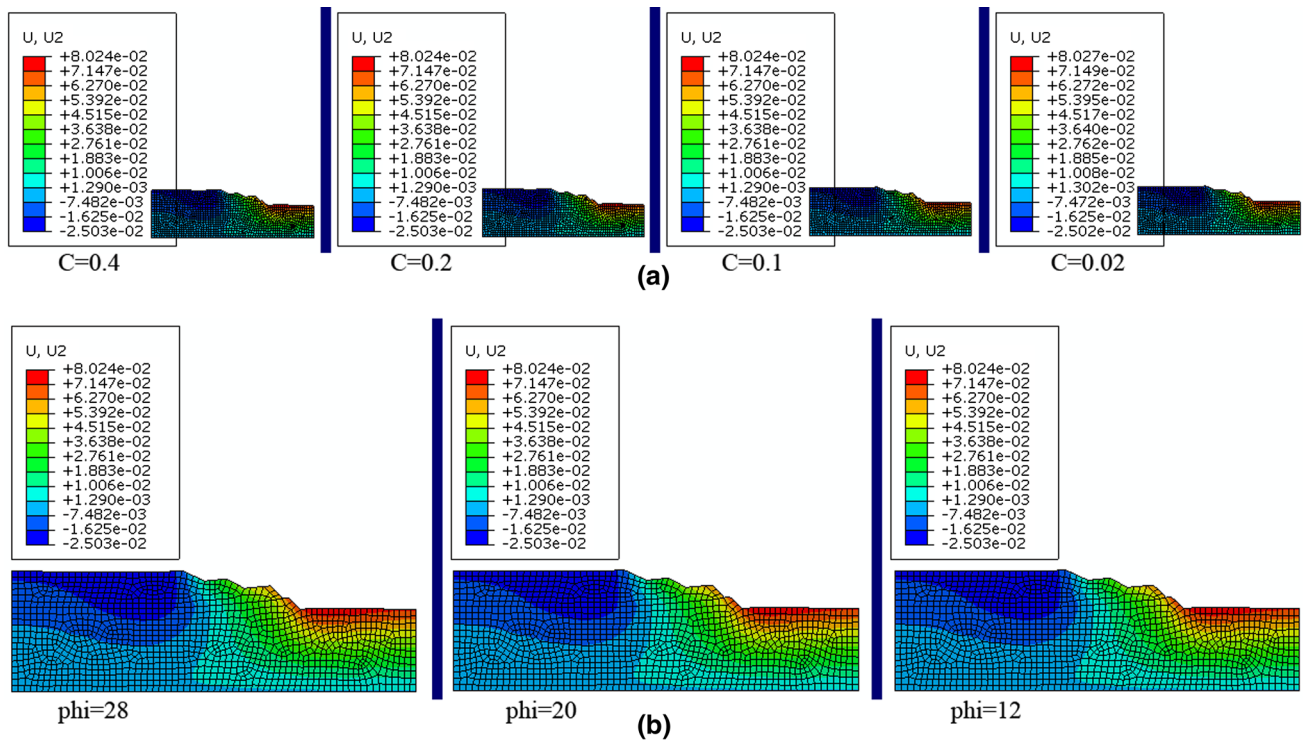 U, U2
+8.024e-02
+7.147e-02
+6.270e-02
+5.392e-02
+4.515e-02
+3.638e-02
+2.761e-02
+1.883e-02
+1.006e-02
+1.290e-03
-7.482e-03
-1.625e-02
-2.503e-02
C=0.4
U, U2
+8.024e-02
+7.147e-02
+6.270e-02
+5.392e-02
+4.515e-02
+3.638e-02
+2.761e-02
+1.883e-02
+1.006e-02
+1.290e-03
-7.482e-03
-1.625e-02
-2.503e-02
C=0.2
U, U2
+8.024e-02
+7.147e-02
+6.270e-02
+5.392e-02
+4.515e-02
+3.638e-02
+2.761e-02
+1.883e-02
+1.006e-02
+1.290e-03
-7.482e-03
-1.625e-02
-2.503e-02
C=0.1
U, U2
+8.027e-02
+7.149e-02
+6.272e-02
+5.395e-02
+4.517e-02
+3.640e-02
+2.762e-02
+1.885e-02
+1.008e-02
+1.302e-03
-7.472e-03
-1.625e-02
-2.502e-02
C=0.02
(a)
U, U2
+8.024e-02
+7.147e-02
+6.270e-02
+5.392e-02
+4.515e-02
+3.638e-02
+2.761e-02
+1.883e-02
+1.006e-02
+1.290e-03
-7.482e-03
-1.625e-02
-2.503e-02
phi=28
U, U2
+8.024e-02
+7.147e-02
+6.270e-02
+5.392e-02
+4.515e-02
+3.638e-02
+2.761e-02
+1.883e-02
+1.006e-02
+1.290e-03
-7.482e-03
-1.625e-02
-2.503e-02
phi=20
U, U2
+8.024e-02
+7.147e-02
+6.270e-02
+5.392e-02
+4.515e-02
+3.638e-02
+2.761e-02
+1.883e-02
+1.006e-02
+1.290e-03
-7.482e-03
-1.625e-02
-2.503e-02
phi=12
(b)